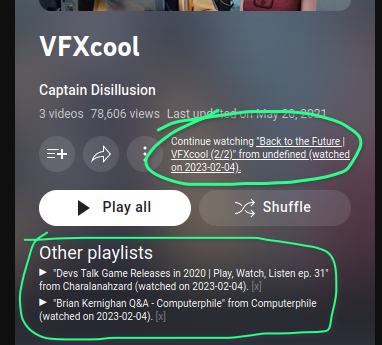 VFXcool
Captain Disillusion
3 videos 78,606 views Last updated on May 20, 2021
Continue watching "Back to the Future |
VFXcool (2/2)" from undefined (watched
on 2023-02-04).
Play all
Shuffle
Other playlists
"Devs Talk Game Releases in 2020 | Play, Watch, Listen ep. 31"
from Charalanahzard (watched on 2023-02-04). [x]
"Brian Kernighan Q&A - Computerphile" from Computerphile
(watched on 2023-02-04). [x]